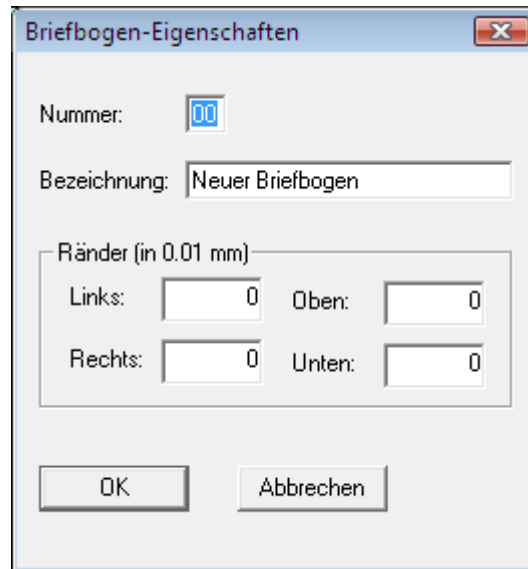 Briefbogen-Eigenschaften
Nummer: 00
Bezeichnung: Neuer Briefbogen
Ränder (in 0.01 mm)
Links: 0 Oben: 0
Rechts: 0 Unten: 0
OK Abbrechen